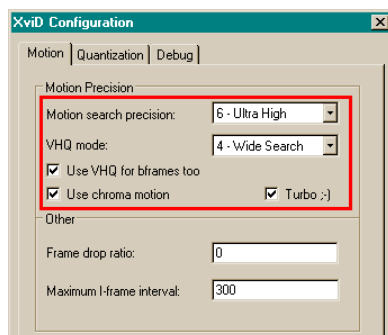 XviD Configuration
Motion Quantization Debug
Motion Precision
Motion search precision: 6 - Ultra High
VHQ mode: 4 - Wide Search
Use VHQ for bframes too
Use chroma motion Turbo ;-)
Other
Frame drop ratio: 0
Maximum I-frame interval: 300